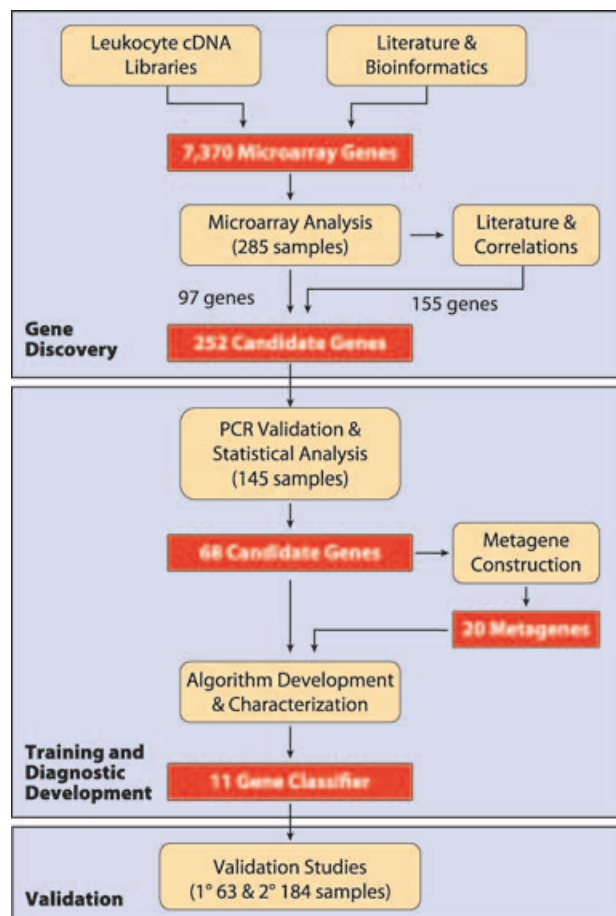 Leukocyte cDNA
Libraries
Literature &
Bioinformatics
7,370 Microarray Genes
Microarray Analysis
(285 samples)
Literature &
Correlations
97 genes
155 genes
Gene
Discovery
252 Candidate Genes
PCR Validation &
Statistical Analysis
(145 samples)
68 Candidate Genes
Metagene
Construction
20 Metagenes
Algorithm Development
& Characterization
Training and
Diagnostic
Development
11 Gene Classifier
Validation Studies
(1° 63 & 2° 184 samples)
Validation